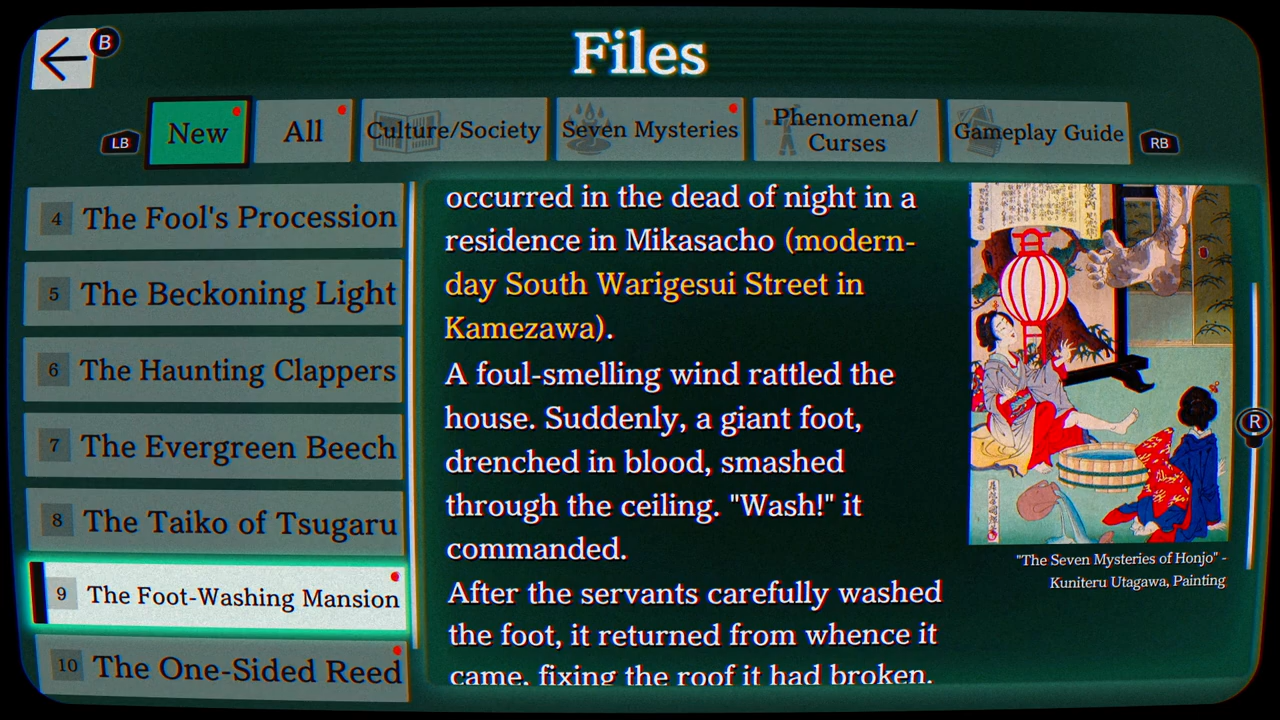 B
Files
LB
New
All
Culture/Society
Seven Mysteries
Phenomena/
Curses
Gameplay Guide
RB
4 The Fool's Procession
5 The Beckoning Light
6 The Haunting Clappers
7 The Evergreen Beech
8 The Taiko of Tsugaru
9 The Foot-Washing Mansion
10 The One-Sided Reed
occurred in the dead of night in a
residence in Mikasacho (modern-
day South Warigesui Street in
Kamezawa).
A foul-smelling wind rattled the
house. Suddenly, a giant foot,
drenched in blood, smashed
through the ceiling. "Wash!" it
commanded.
After the servants carefully washed
the foot, it returned from whence it
came, fixing the roof it had broken.
"The Seven Mysteries of Honjo" -
Kuniteru Utagawa, Painting
R